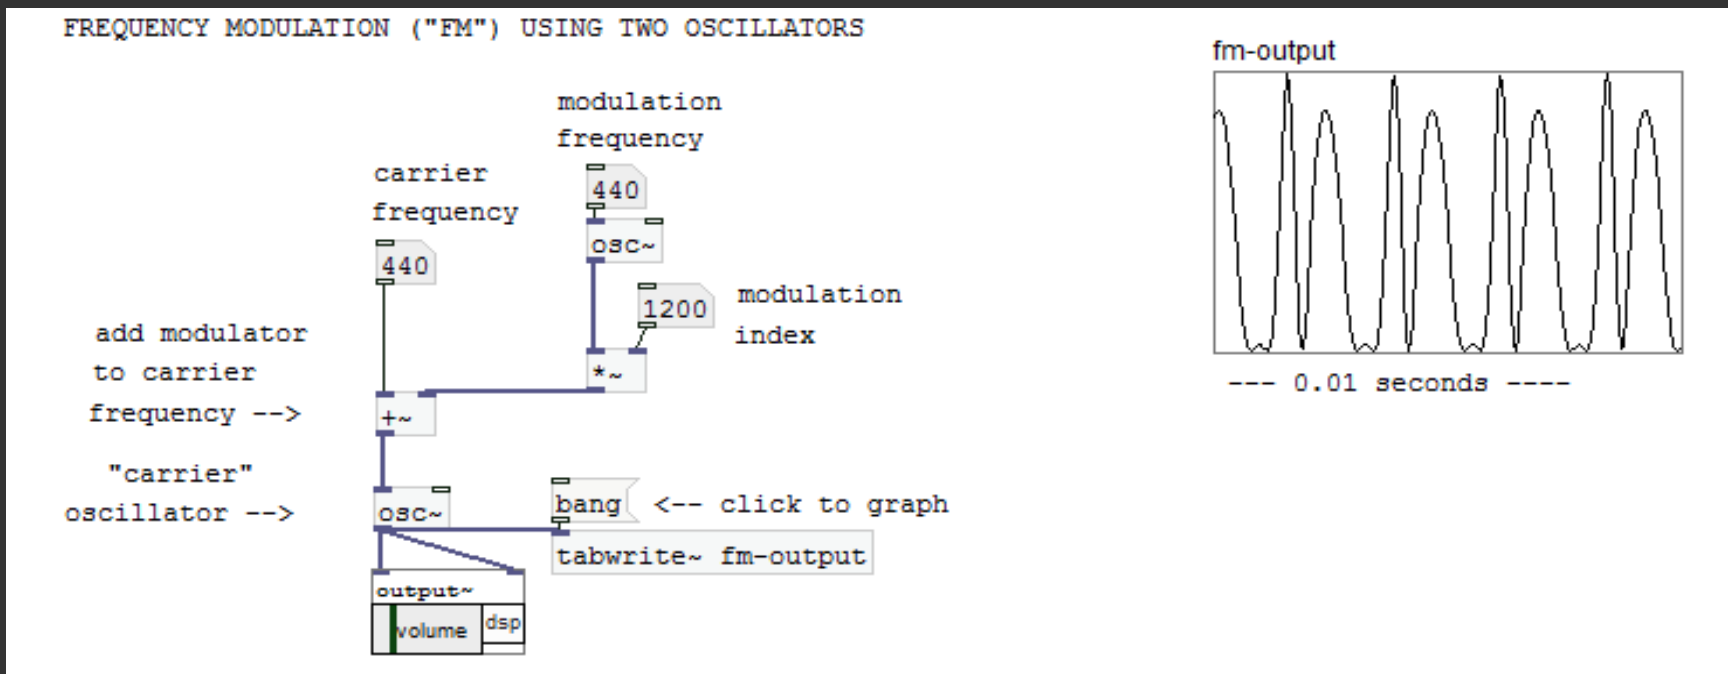 FREQUENCY MODULATION ("FM") USING TWO OSCILLATORS
fm-output
modulation
frequency
440
carrier
frequency
osc~
440
1200
modulation
index
add modulator
to carrier
frequency -->
*~
--- 0.01 seconds ----
+~
"carrier"
oscillator -->
osc~
bang
<-- click to graph
tabwrite~ fm-output
output~
volume
dsp